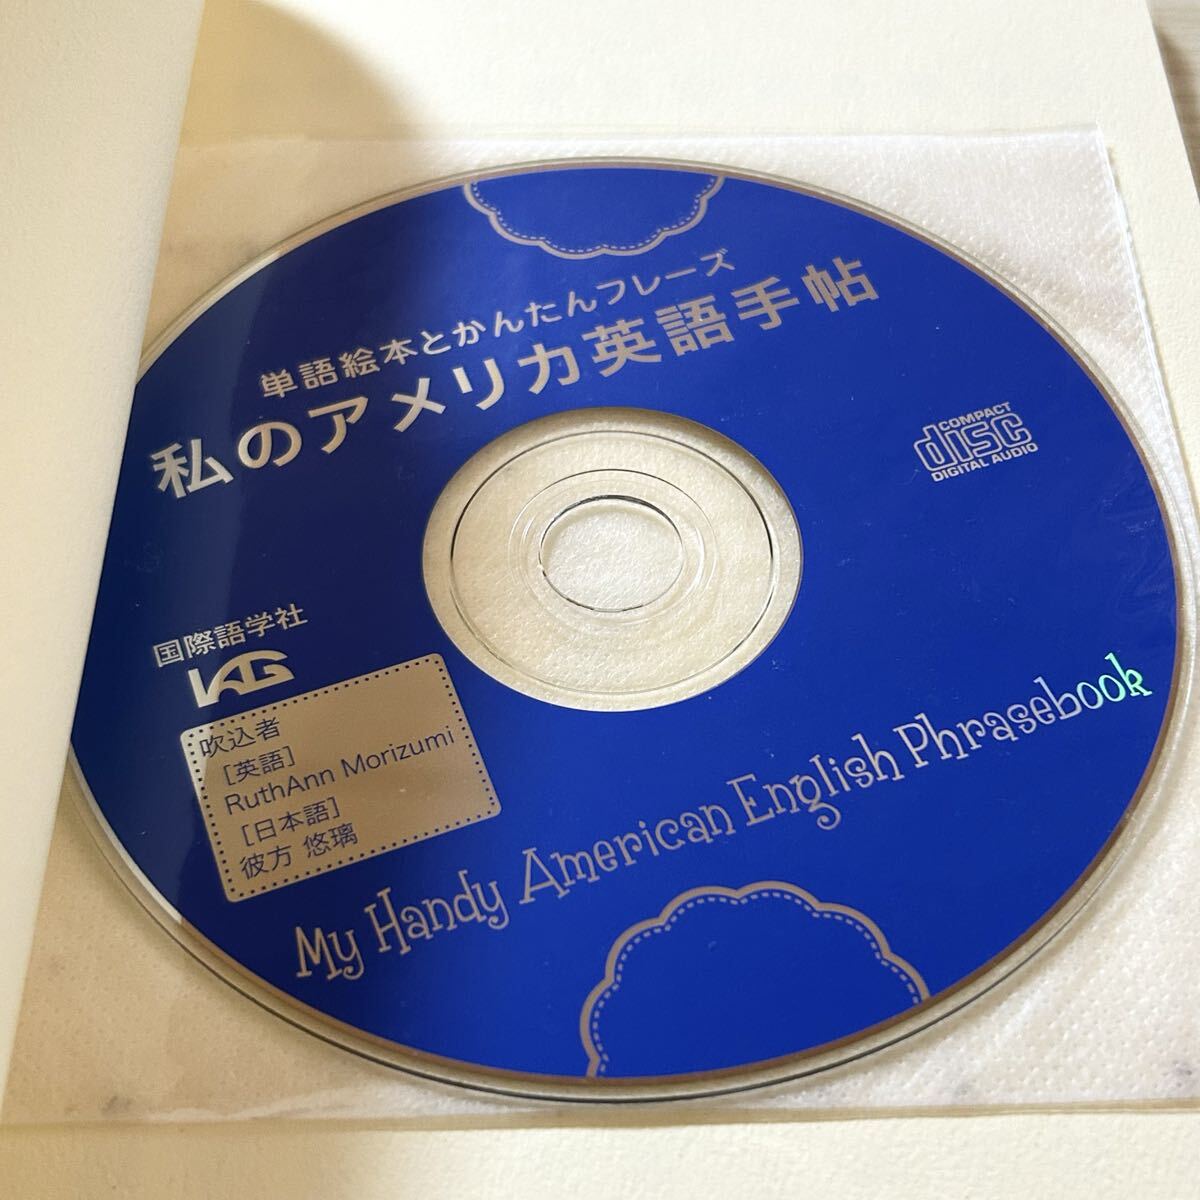 単語絵本とかんたんフレーズ
私のアメリカ英語手帖
COMPACT
disc
DIGITAL AUDIO
国際語学社
KG
吹込者
[英語]
RuthAnn Morizumi
[日本語]
彼方 悠璃
My Handy American English Phrasebook